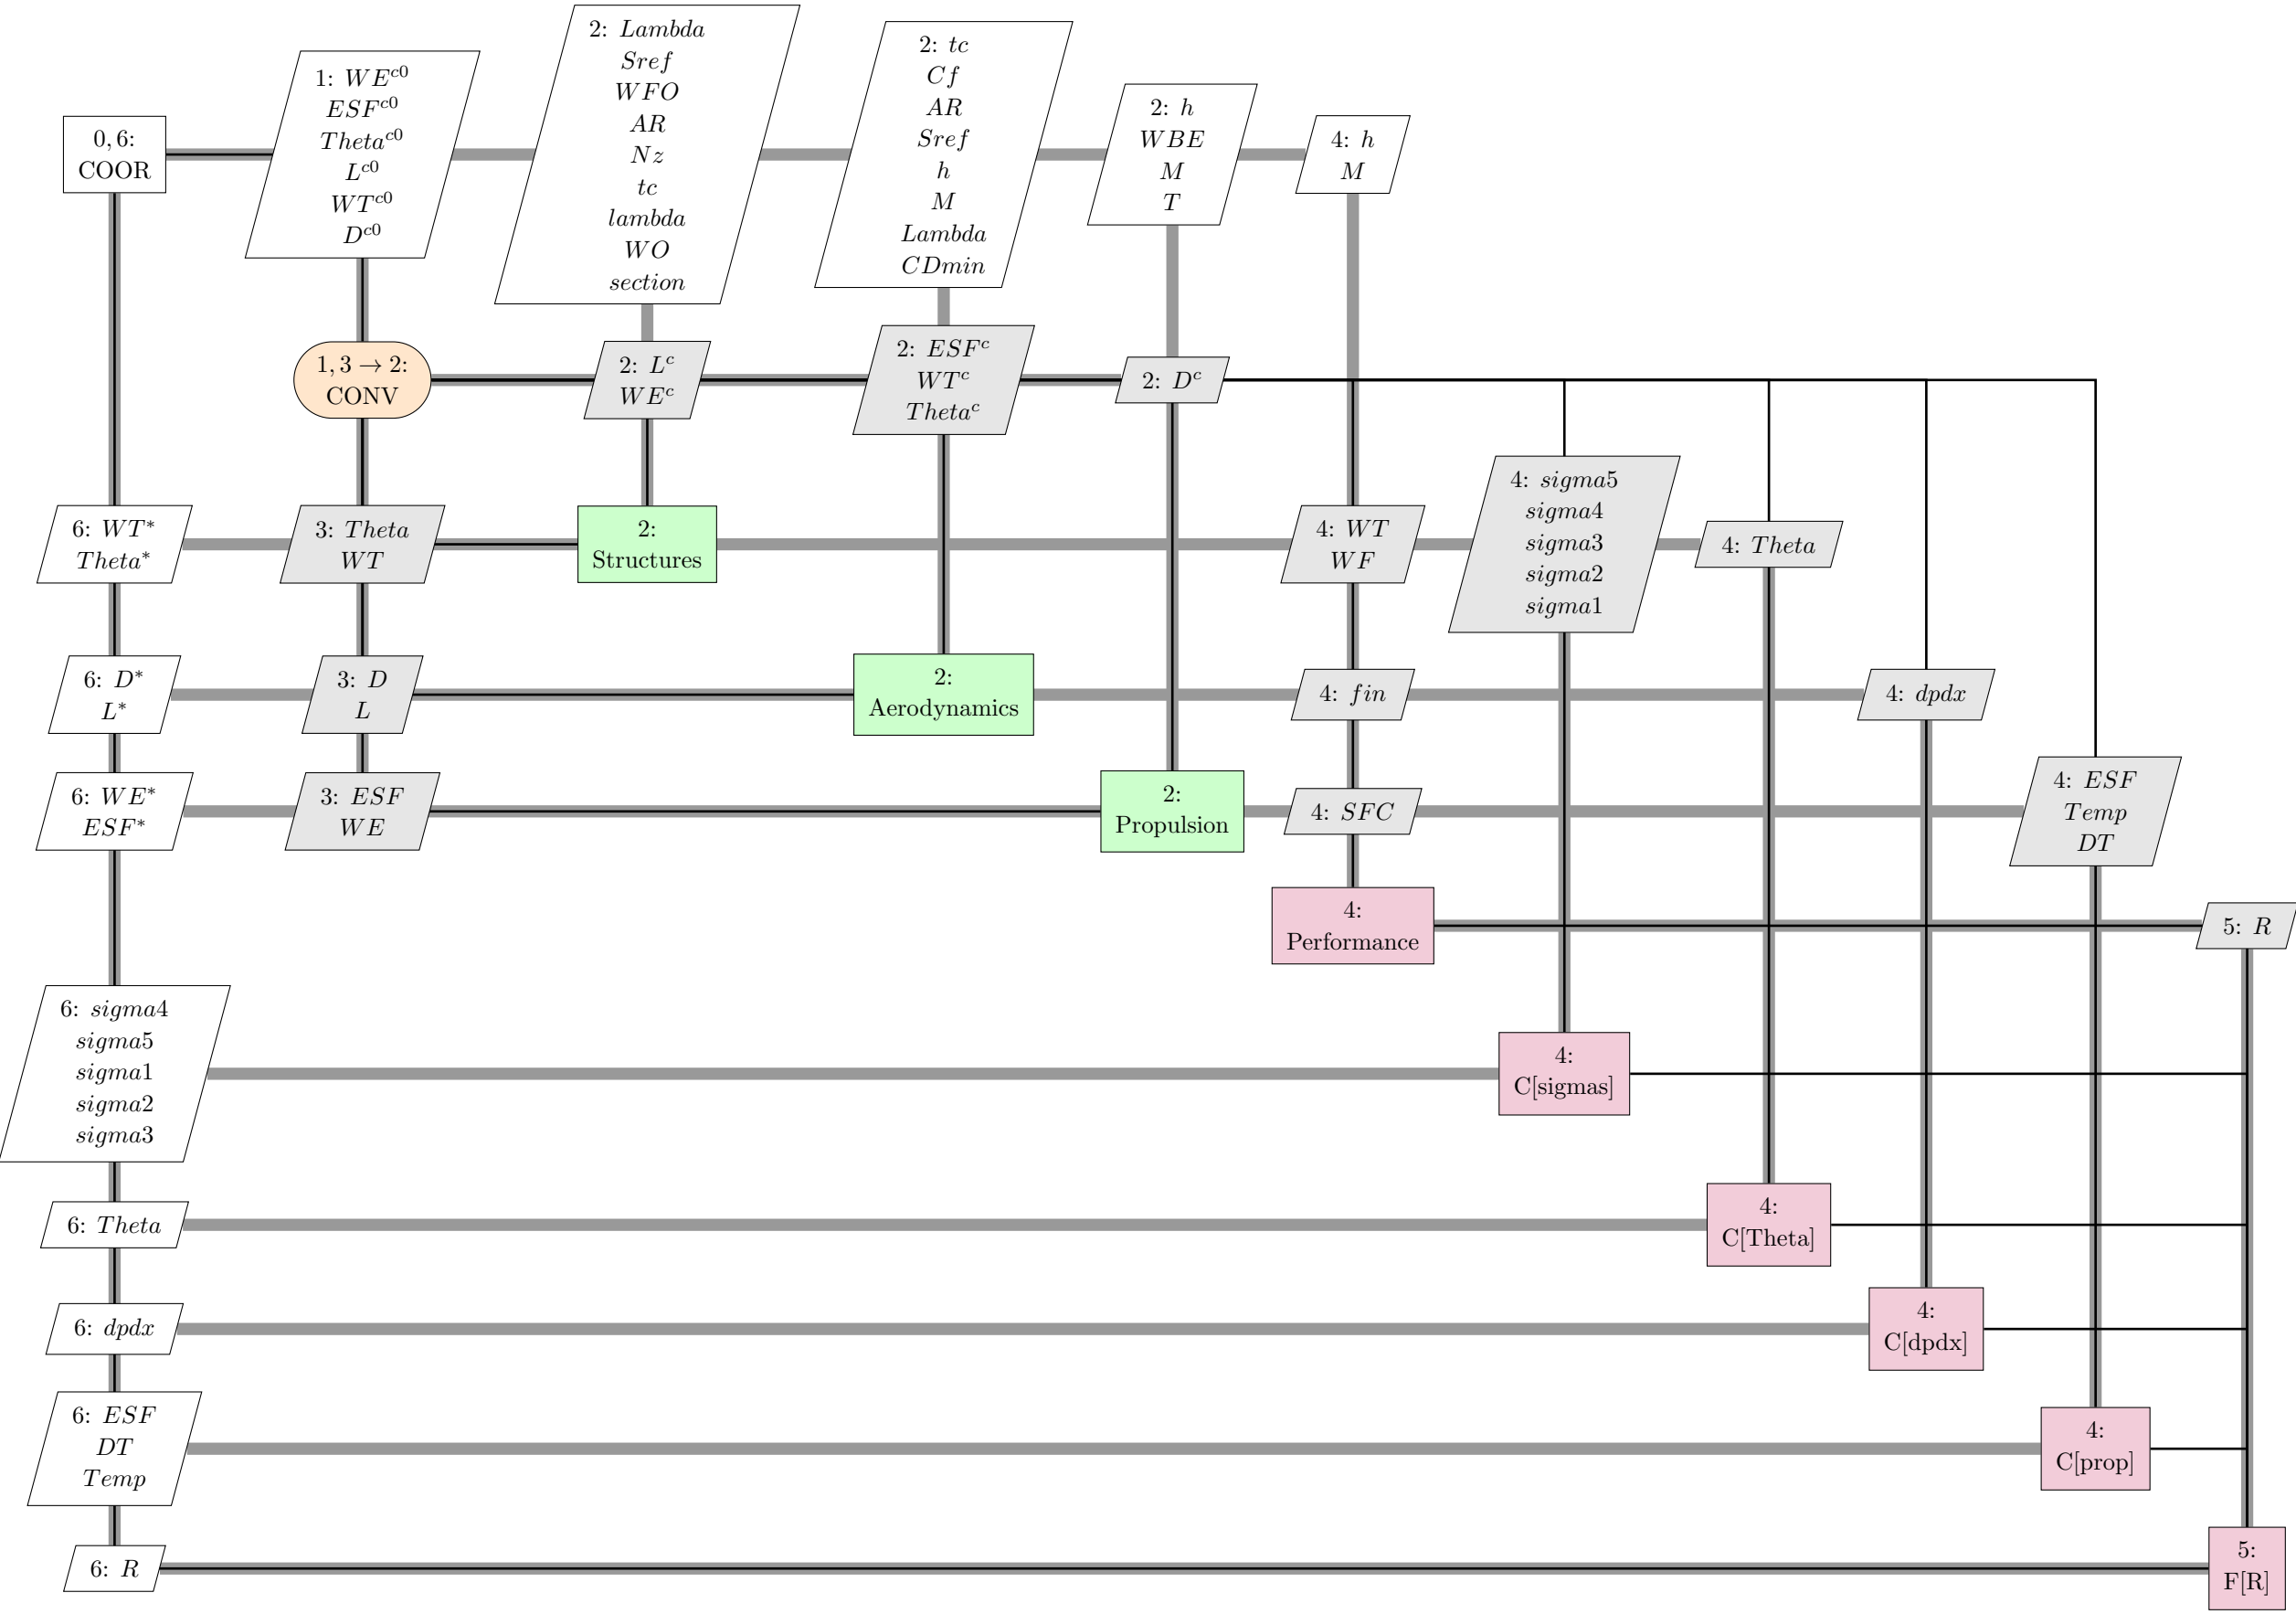 0, 6:
COOR
1: WE^{c0}
ESF^{c0}
Theta^{c0}
L^{c0}
WT^{c0}
D^{c0}
2: Lambda
Sref
WFO
AR
Nz
tc
lambda
WO
section
2: tc
Cf
AR
Sref
h
M
Lambda
CDmin
2: h
WBE
M
T
4: h
M
1, 3 → 2:
CONV
2: L^c
WE^c
2: ESF^c
WT^c
Theta^c
2: D^c
6: WT*
Theta*
3: Theta
WT
2:
Structures
4: WT
WF
4: sigma5
sigma4
sigma3
sigma2
sigma1
4: Theta
6: D*
L*
3: D
L
2:
Aerodynamics
4: fin
4: dpdx
6: WE*
ESF*
3: ESF
WE
2:
Propulsion
4: SFC
4: ESF
Temp
DT
4:
Performance
5: R
6: sigma4
sigma5
sigma1
sigma2
sigma3
4:
C[sigmas]
6: Theta
4:
C[Theta]
6: dpdx
4:
C[dpdx]
6: ESF
DT
Temp
4:
C[prop]
6: R
5:
F[R]